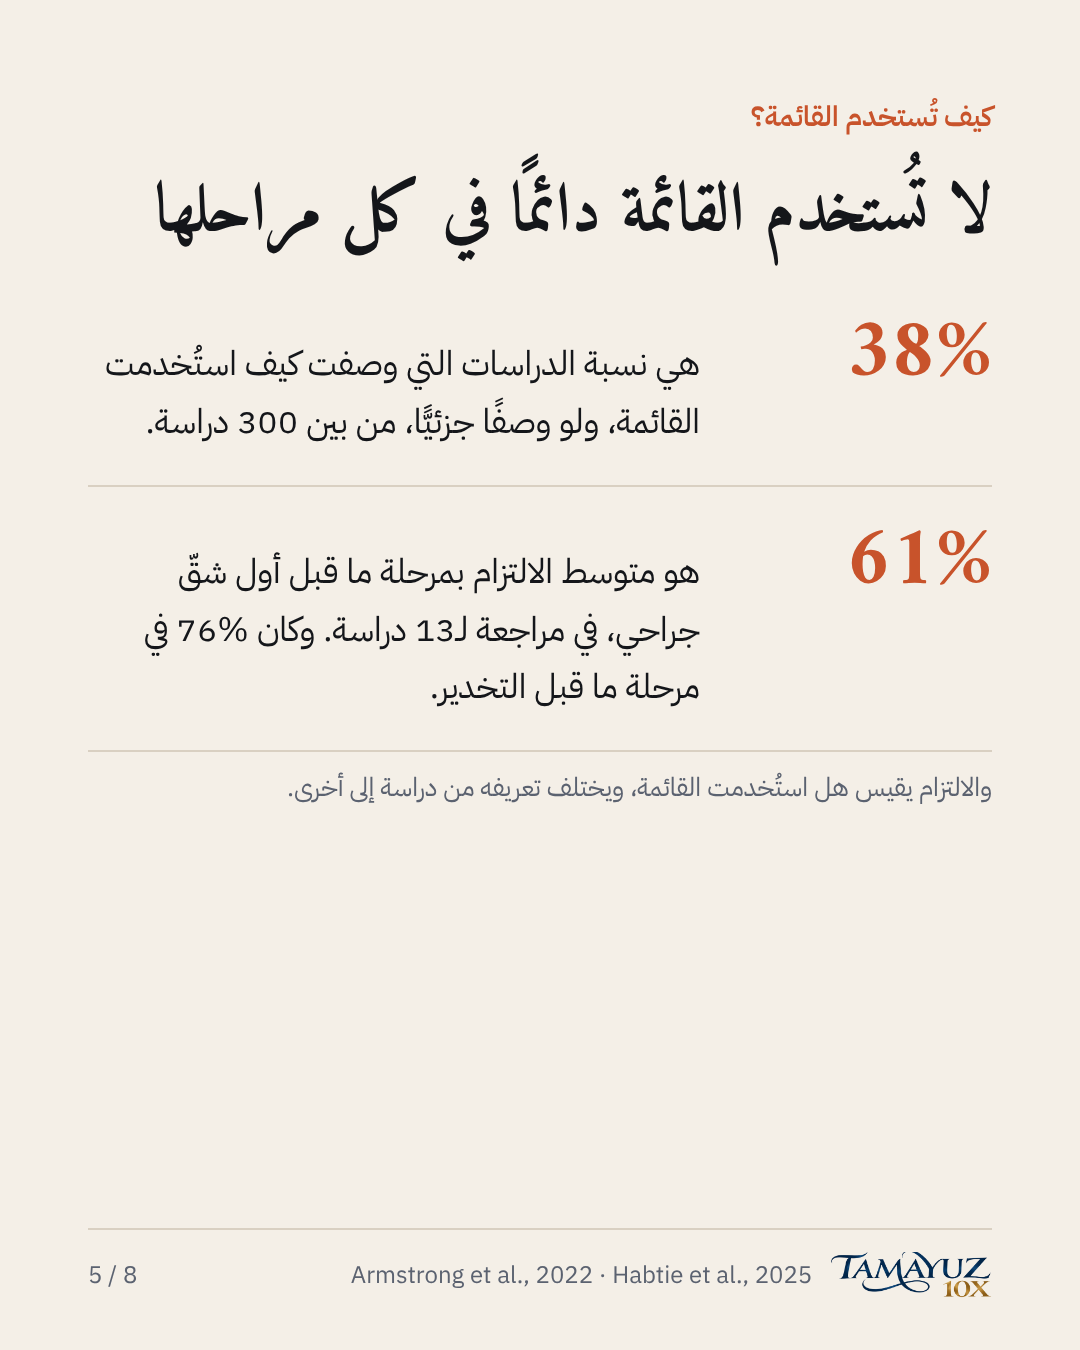 كيف تُستخدم القائمة؟
لا تُستخدم القائمة دائمًا في كل مراحلها
38%
هي نسبة الدراسات التي وصفت كيف استُخدمت
القائمة، ولو وصفًا جزئيًّا، من بين 300 دراسة.
61%
هو متوسط الالتزام بمرحلة ما قبل أول شقّ
جراحي، في مراجعة لـ13 دراسة. وكان 76% في
مرحلة ما قبل التخدير.
والالتزام يقيس هل استُخدمت القائمة، ويختلف تعريفه من دراسة إلى أخرى.
TAMAYUZ
10X
Armstrong et al., 2022 · Habtie et al., 2025
5 / 8